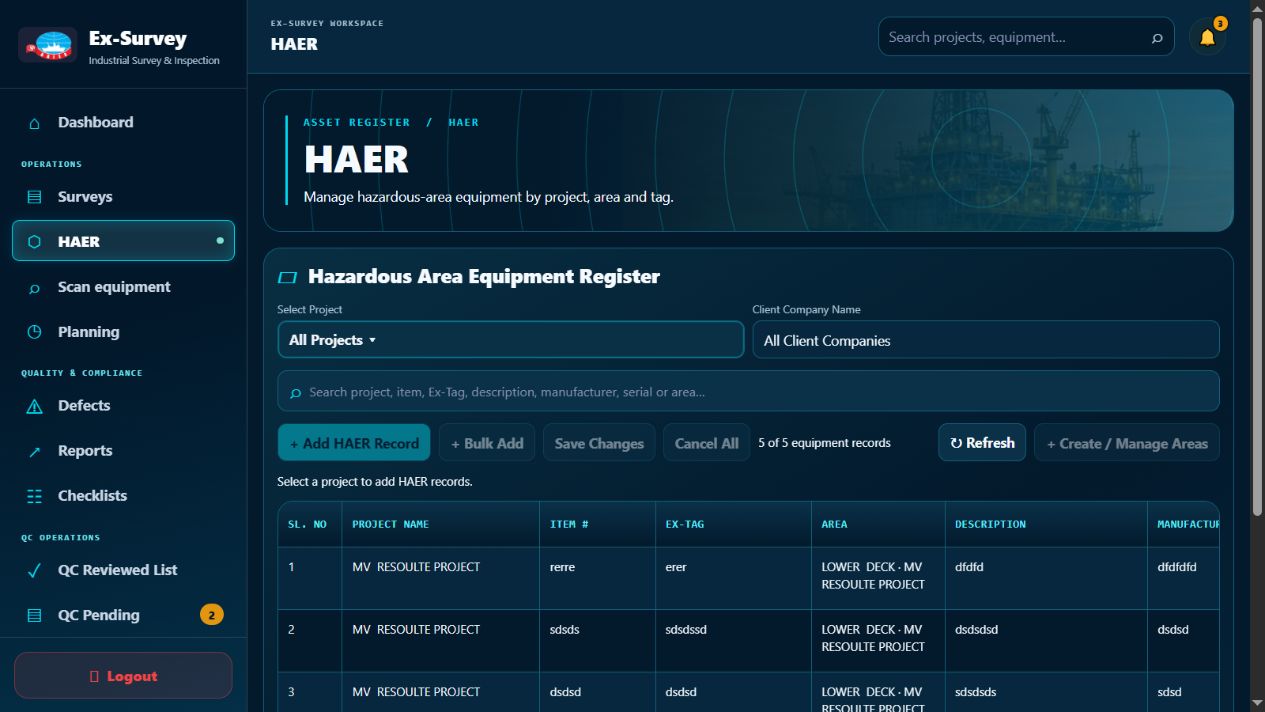 Ex-Survey
Industrial Survey & Inspection
Dashboard
OPERATIONS
Surveys
HAER
Scan equipment
Planning
QUALITY & COMPLIANCE
Defects
Reports
Checklists
QC OPERATIONS
QC Reviewed List
QC Pending 2
Logout
EX-SURVEY WORKSPACE
HAER
Search projects, equipment...
3
ASSET REGISTER / HAER
HAER
Manage hazardous-area equipment by project, area and tag.
Hazardous Area Equipment Register
Select Project
All Projects
Client Company Name
All Client Companies
Search project, item, Ex-Tag, description, manufacturer, serial or area...
+ Add HAER Record + Bulk Add Save Changes Cancel All 5 of 5 equipment records ↻ Refresh + Create / Manage Areas
Select a project to add HAER records.
SL. NO PROJECT NAME ITEM # EX-TAG AREA DESCRIPTION MANUFACTUR
1 MV RESOULTE PROJECT rerre erer LOWER DECK · MV RESOULTE PROJECT dfdfd dfdfdfd
2 MV RESOULTE PROJECT sdsds sdsdssd LOWER DECK · MV RESOULTE PROJECT dsdsdsd dsdsd
3 MV RESOULTE PROJECT dsdsd dsdsd LOWER DECK · MV RESOULTE PROJECT sdsdsds sdsd